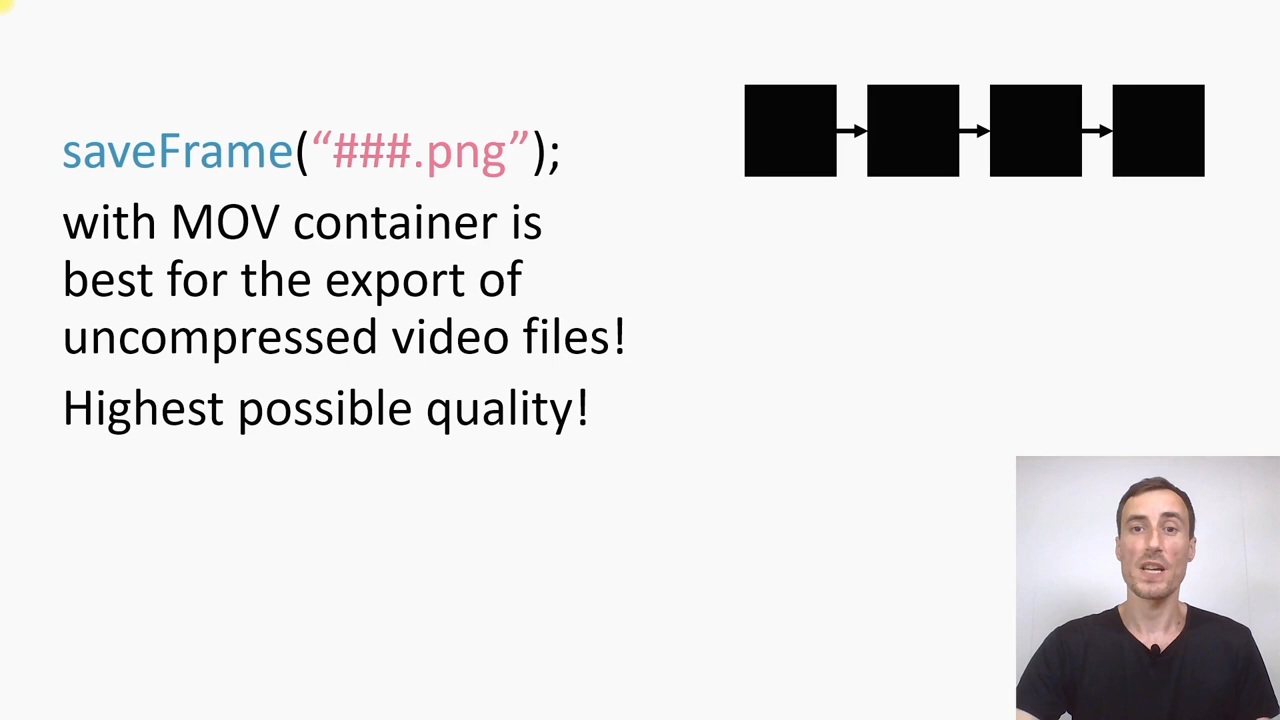 saveFrame(“###.png”);
with MOV container is
best for the export of
uncompressed video files!
Highest possible quality!